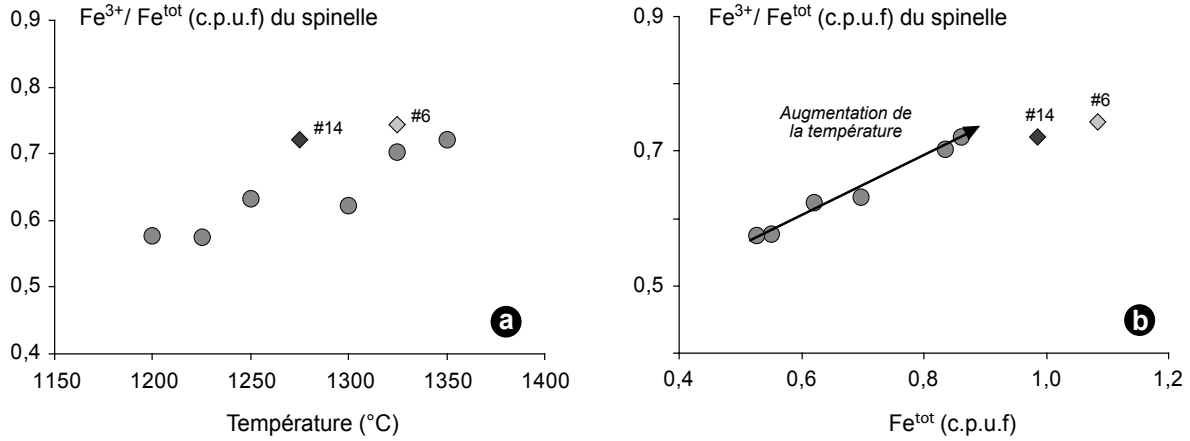 Fe³⁺/ Feᵗᵒᵗ (c.p.u.f) du spinelle
0,9
0,8
0,7
0,6
0,5
0,4
#14
#6
a
1150 1200 1250 1300 1350 1400
Température (°C)
Fe³⁺/ Feᵗᵒᵗ (c.p.u.f) du spinelle
0,9
0,7
0,5
Augmentation de
la température
#14
#6
b
0,4 0,6 0,8 1,0 1,2
Feᵗᵒᵗ (c.p.u.f)